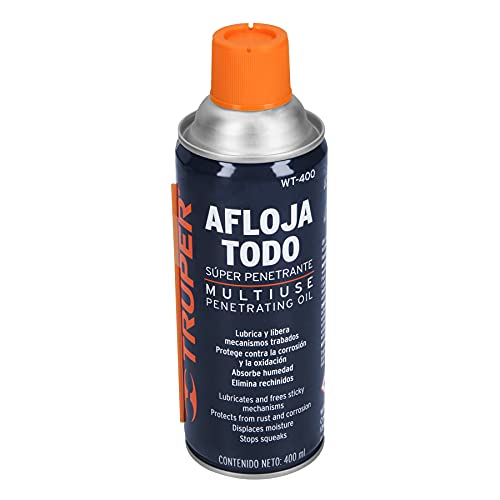 WT-400
AFLOJA
TODO
SÚPER PENETRANTE
MULTIUSE
PENETRATING OIL
Lubrica y libera
mecanismos trabados
Protege contra la corrosión
y la oxidación
Absorbe humedad
Elimina rechinidos
Lubricates and frees sticky
mechanisms
Protects from rust and corrosion
Displaces moisture
Stops squeaks
CONTENIDO NETO: 400 ml
TRUPER